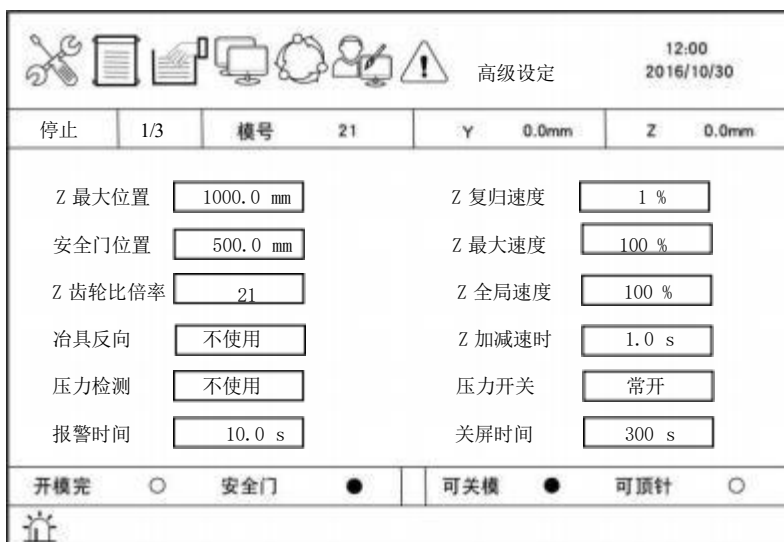 高级设定
12:00
2016/10/30
停止 1/3 模号 21 Y 0.0mm Z 0.0mm
Z 最大位置 1000.0 mm Z 复归速度 1 %
安全门位置 500.0 mm Z 最大速度 100 %
Z 齿轮比倍率 21 Z 全局速度 100 %
冶具反向 不使用 Z 加减速时 1.0 s
压力检测 不使用 压力开关 常开
报警时间 10.0 s 关屏时间 300 s
开模完 ○ 安全门 ● 可关模 ● 可顶针 ○